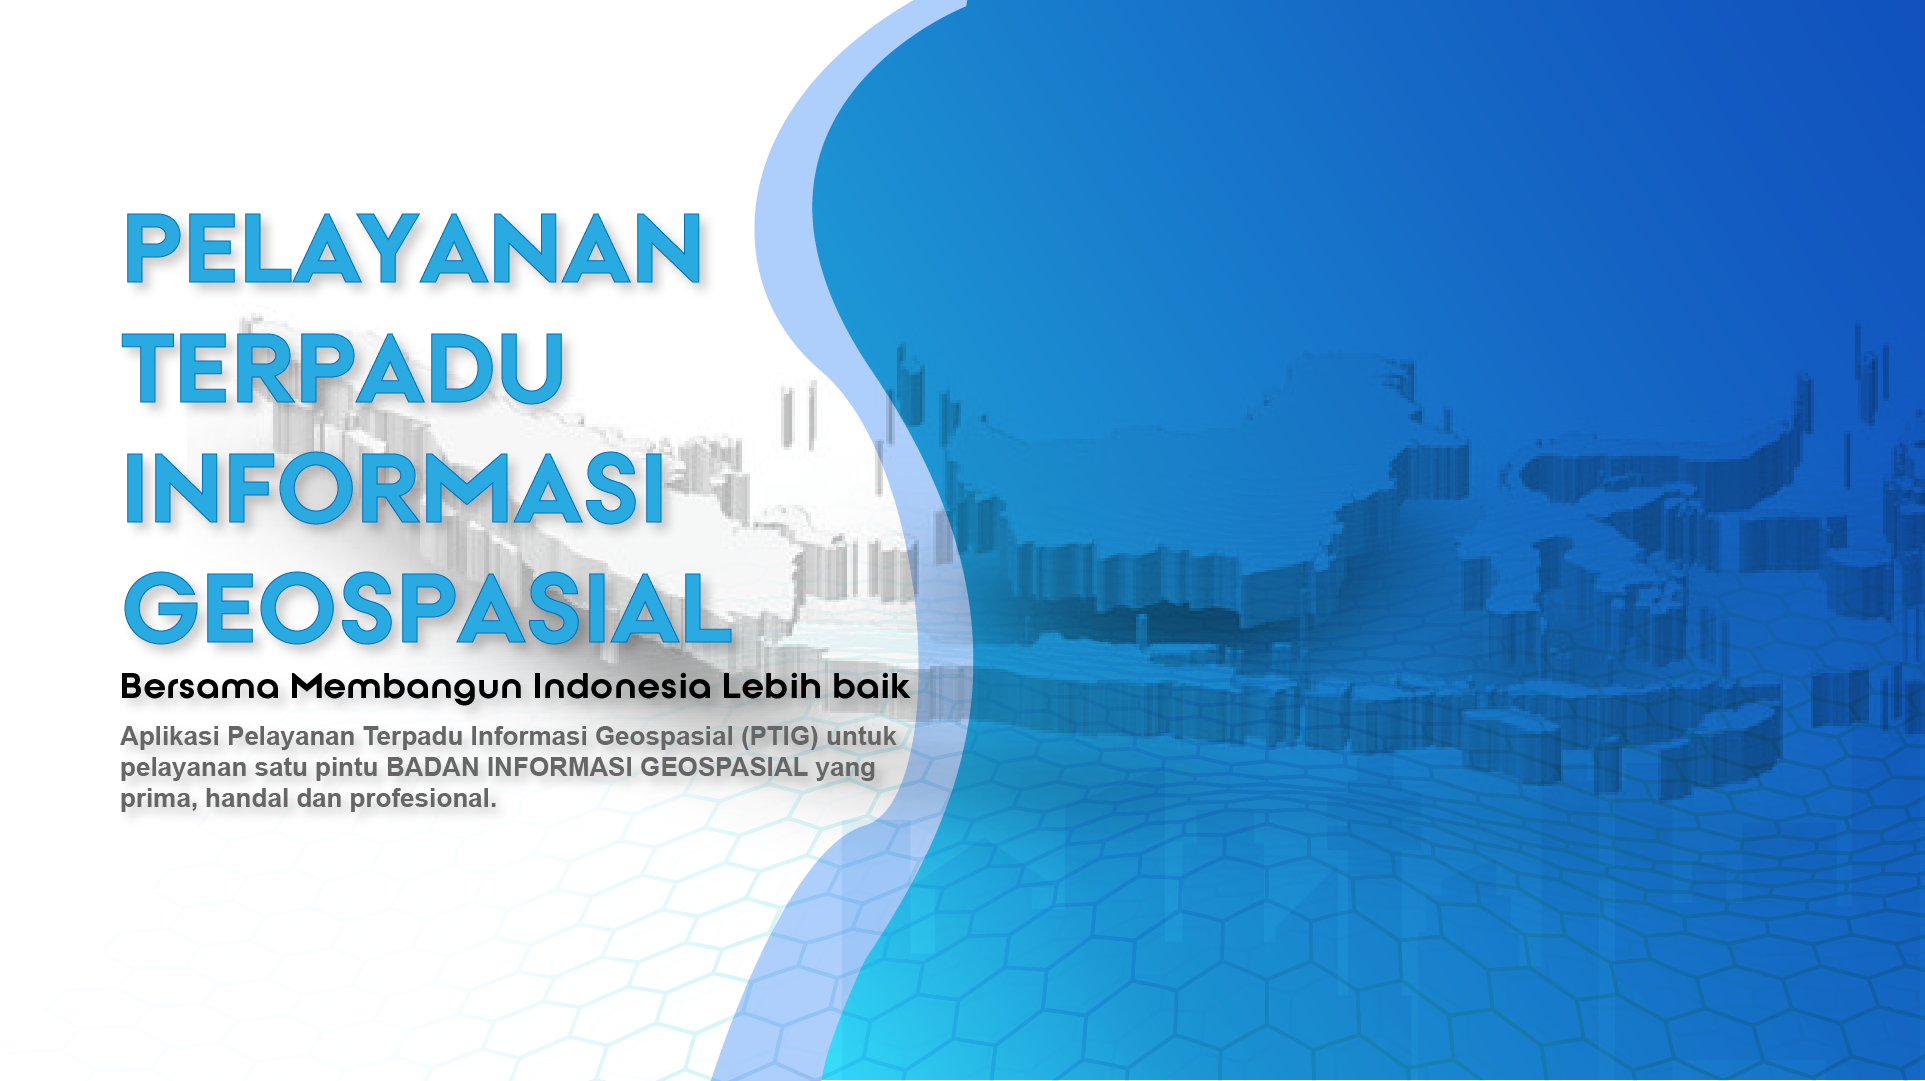 PELAYANAN
TERPADU
INFORMASI
GEOSPASIAL
Bersama Membangun Indonesia Lebih baik
Aplikasi Pelayanan Terpadu Informasi Geospasial (PTIG) untuk
pelayanan satu pintu BADAN INFORMASI GEOSPASIAL yang
prima, handal dan profesional.